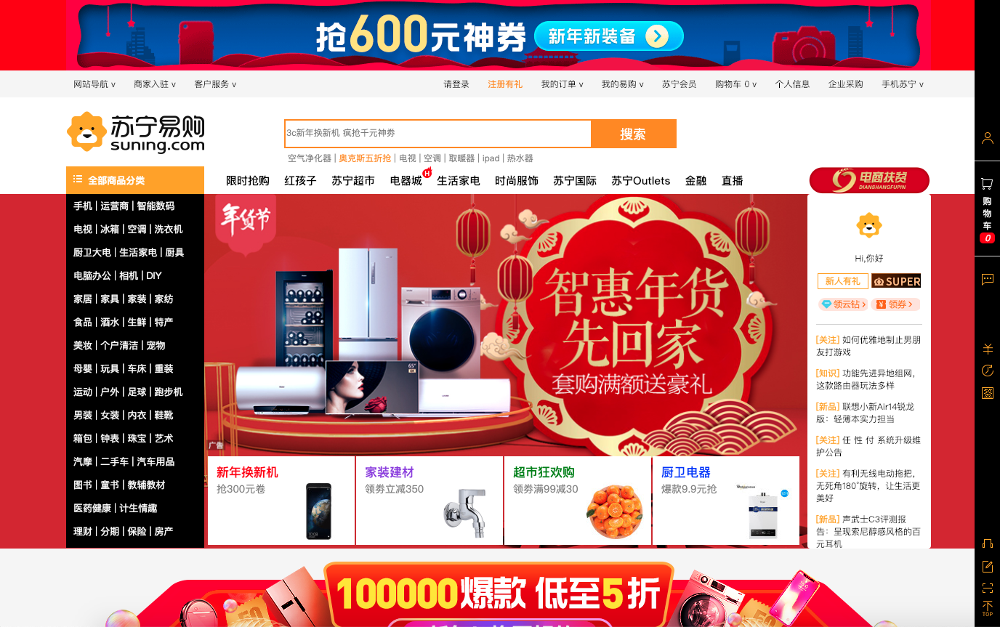 抢600元神券 新年新装备
网站导航 ∨ 商家入驻 ∨ 客户服务 ∨ 请登录 注册有礼 我的订单 ∨ 我的易购 ∨ 苏宁会员 购物车 0 ∨ 个人信息 企业采购 手机苏宁 ∨
苏宁易购
suning.com
3c新年换新机 疯抢千元神劵 搜索
空气净化器 | 奥克斯五折抢 | 电视 | 空调 | 取暖器 | ipad | 热水器
全部商品分类 限时抢购 红孩子 苏宁超市 电器城 H 生活家电 时尚服饰 苏宁国际 苏宁Outlets 金融 直播
电商扶贫
DIANSHANGFUPIN
手机 | 运营商 | 智能数码
电视 | 冰箱 | 空调 | 洗衣机
厨卫大电 | 生活家电 | 厨具
电脑办公 | 相机 | DIY
家居 | 家具 | 家装 | 家纺
食品 | 酒水 | 生鲜 | 特产
美妆 | 个户清洁 | 宠物
母婴 | 玩具 | 车床 | 重装
运动 | 户外 | 足球 | 跑步机
男装 | 女装 | 内衣 | 鞋靴
箱包 | 钟表 | 珠宝 | 艺术
汽摩 | 二手车 | 汽车用品
图书 | 童书 | 教辅教材
医药健康 | 计生情趣
理财 | 分期 | 保险 | 房产
年货节
智惠年货
先回家
套购满额送豪礼
65"
4K
广告
新年换新机
抢300元卷
家装建材
领券立减350
超市狂欢购
领券满99减30
厨卫电器
爆款9.9元抢
Hi,你好
新人有礼 SUPER
领云钻 领券
[关注] 如何优雅地制止男朋
友打游戏
[知识] 功能先进异地组网，
这款路由器玩法多样
[新品] 联想小新Air14锐龙
版：轻薄本实力担当
[关注] 任 性 付 系统升级维
护公告
[关注] 有利无线电动拖把，
无死角180°旋转，让生活更
美好
[新品] 声武士C3评测报
告：呈现索尼醇感风格的百
元耳机
购
物
车
0
签
TOP
100000爆款 低至5折